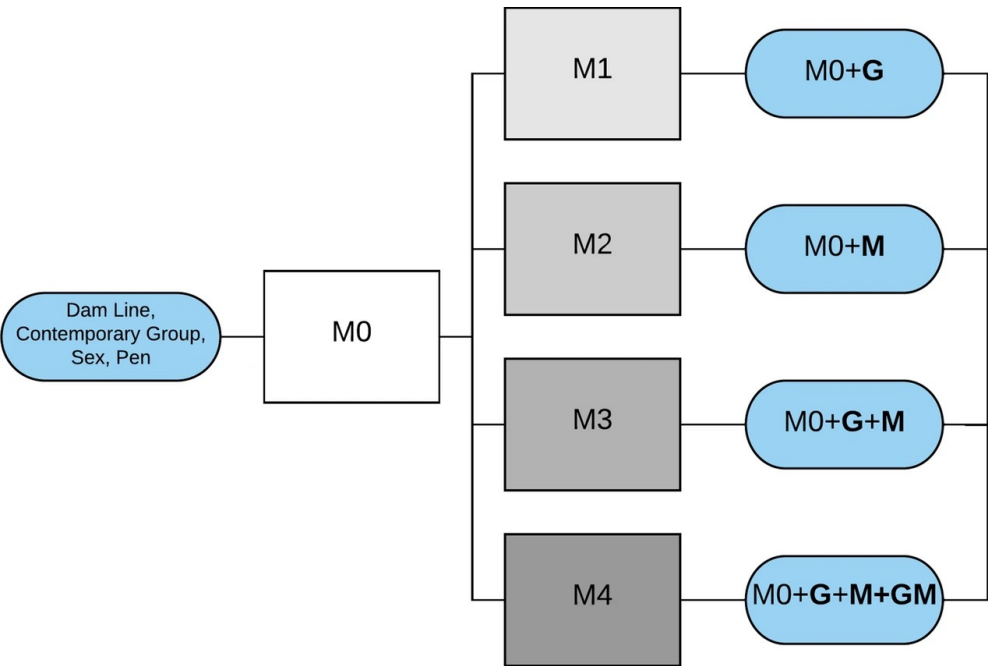 Dam Line,
Contemporary Group,
Sex, Pen
M0
M1
M0+G
M2
M0+M
M3
M0+G+M
M4
M0+G+M+GM